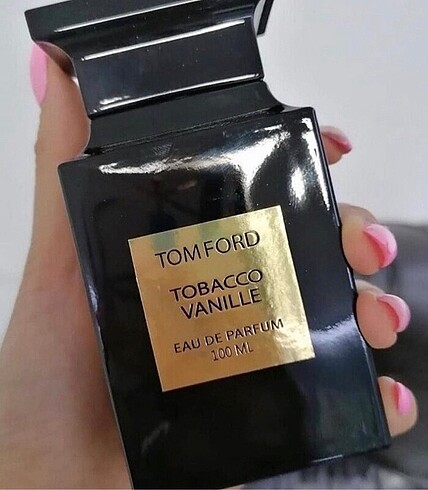 TOM FORD
TOBACCO
VANILLE
EAU DE PARFUM
100 ML